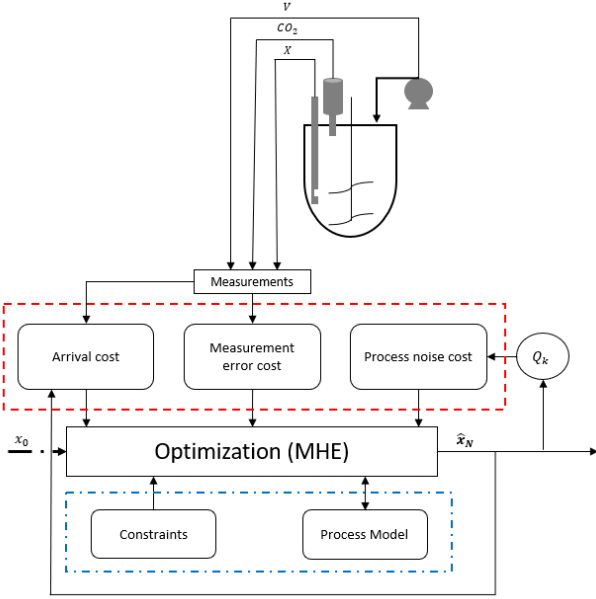 V
CO₂
X
Measurements
Arrival cost
Measurement
error cost
Process noise cost
Qₖ
x₀
Optimization (MHE)
x̂_N
Constraints
Process Model